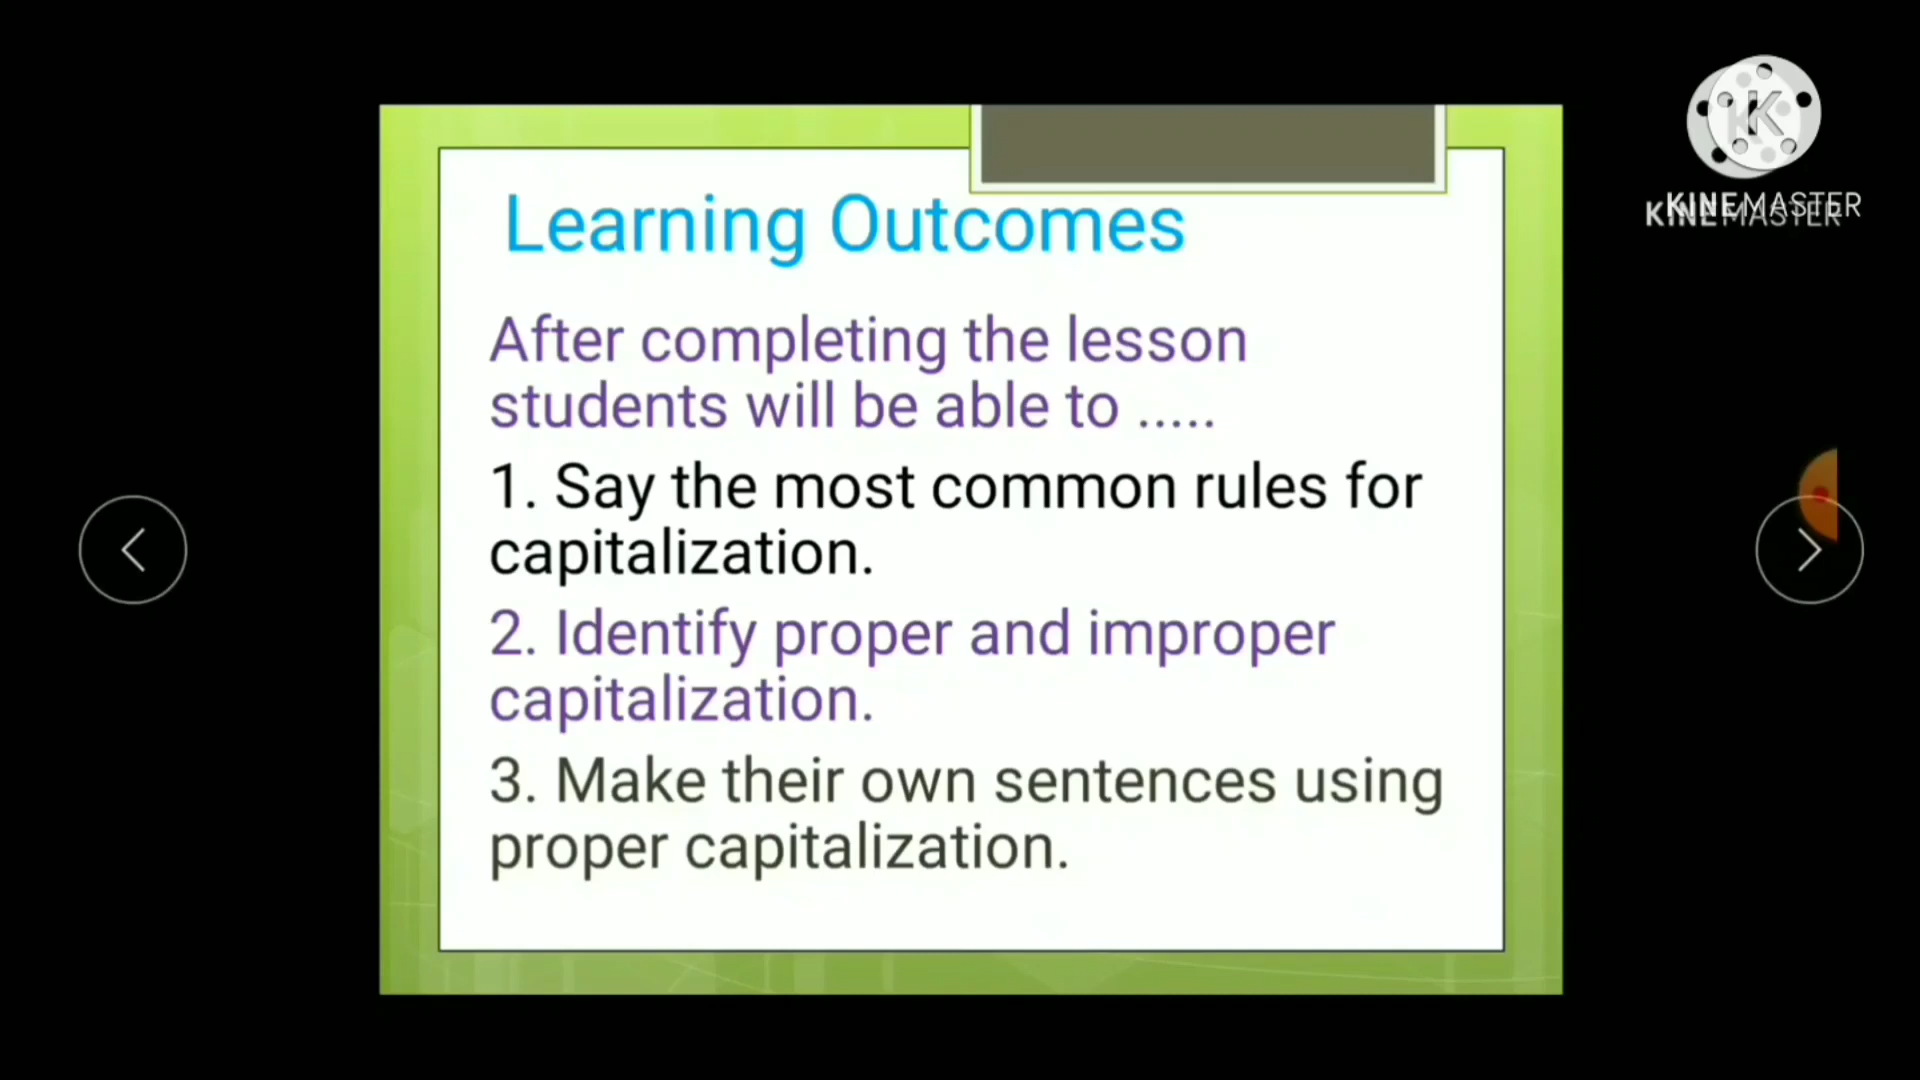 Learning Outcomes
After completing the lesson
students will be able to .....
1. Say the most common rules for
capitalization.
2. Identify proper and improper
capitalization.
3. Make their own sentences using
proper capitalization.
K
KINEMASTER
KINEMASTER